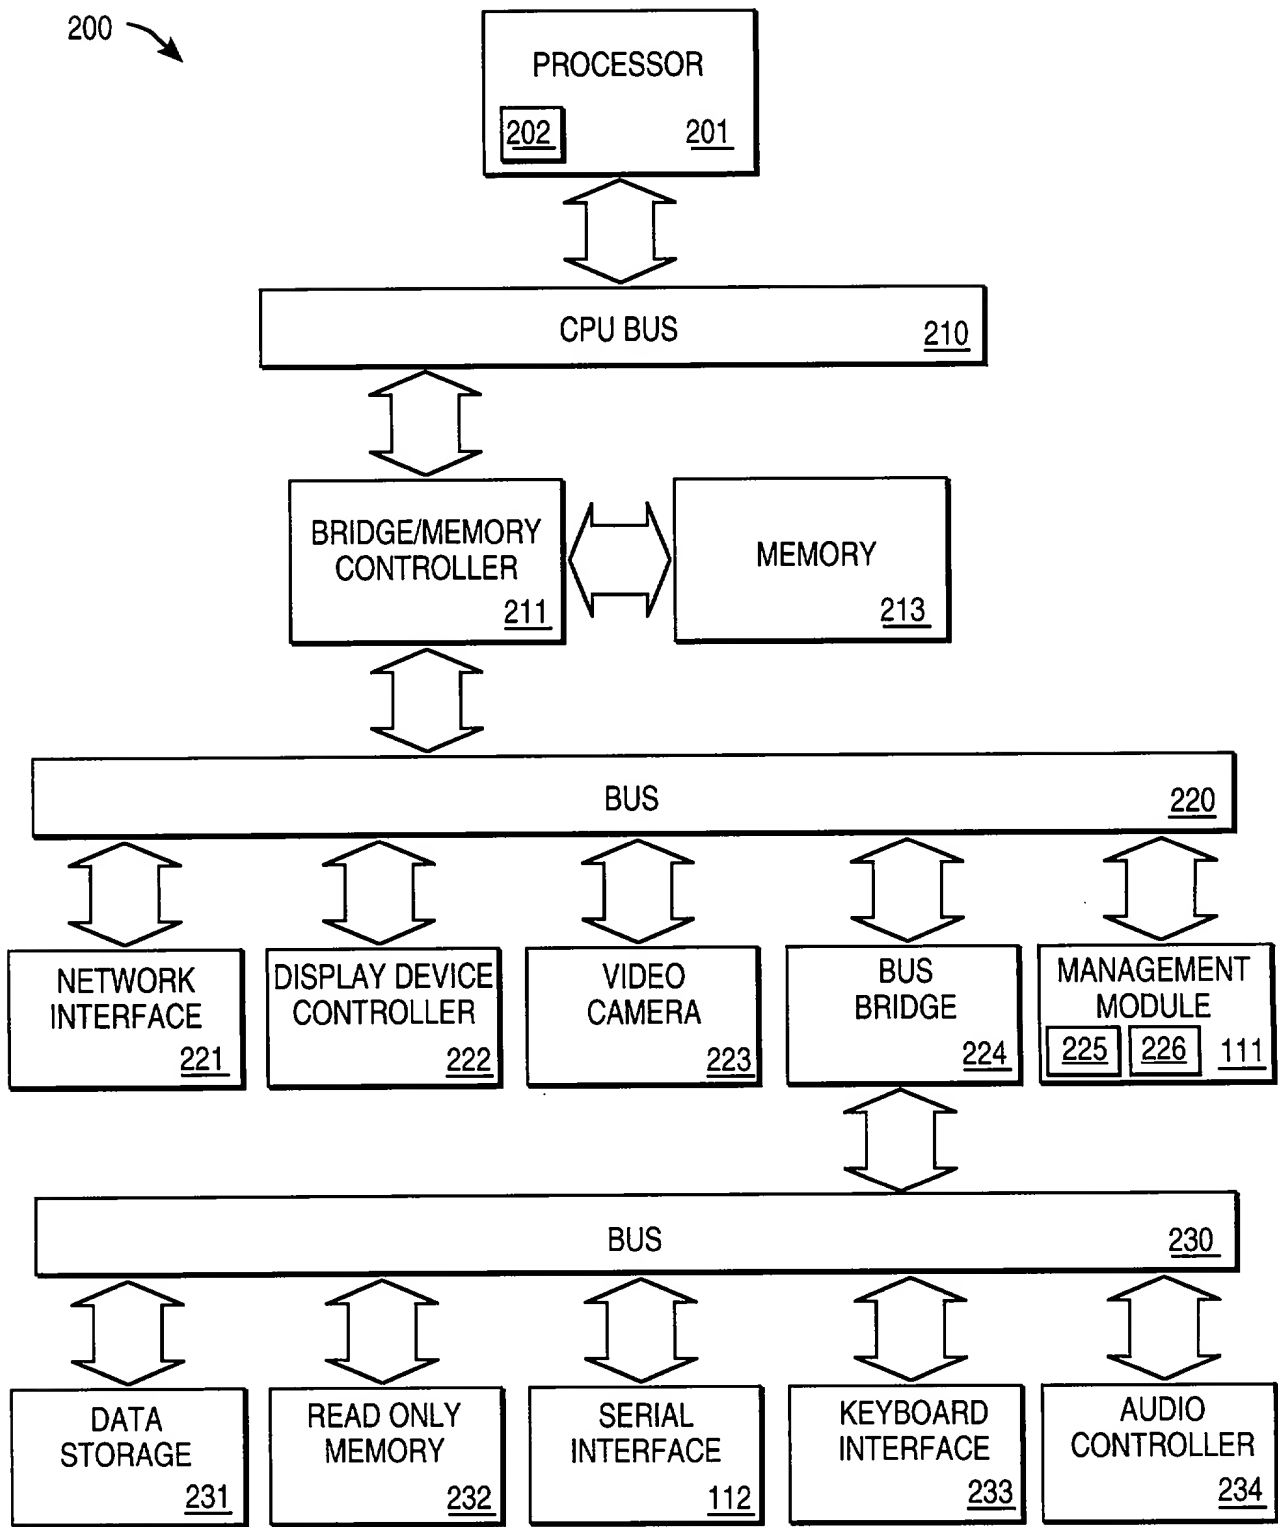 200
PROCESSOR
202
201
CPU BUS
210
BRIDGE/MEMORY
CONTROLLER
211
MEMORY
213
BUS
220
NETWORK
INTERFACE
221
DISPLAY DEVICE
CONTROLLER
222
VIDEO
CAMERA
223
BUS
BRIDGE
224
MANAGEMENT
MODULE
225
226
111
BUS
230
DATA
STORAGE
231
READ ONLY
MEMORY
232
SERIAL
INTERFACE
112
KEYBOARD
INTERFACE
233
AUDIO
CONTROLLER
234